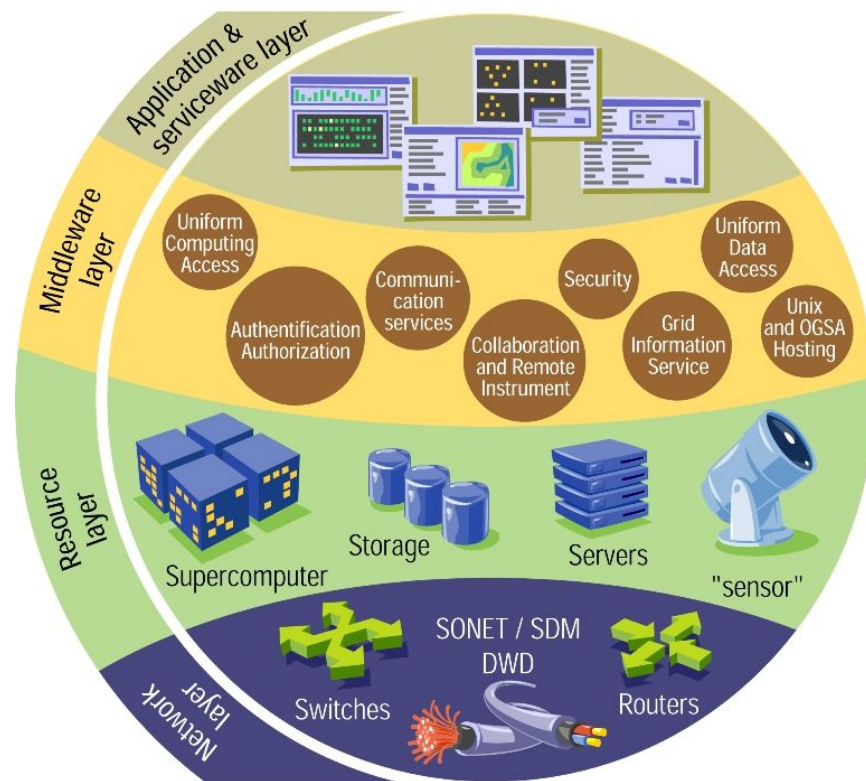 Application &
serviceware layer
Middleware
layer
Uniform
Computing
Access
Authentification
Authorization
Communi-
cation
services
Collaboration
and Remote
Instrument
Security
Grid
Information
Service
Uniform
Data
Access
Unix
and OGSA
Hosting
Resource
layer
Supercomputer
Storage
Servers
"sensor"
Network
layer
Switches
SONET / SDM
DWD
Routers